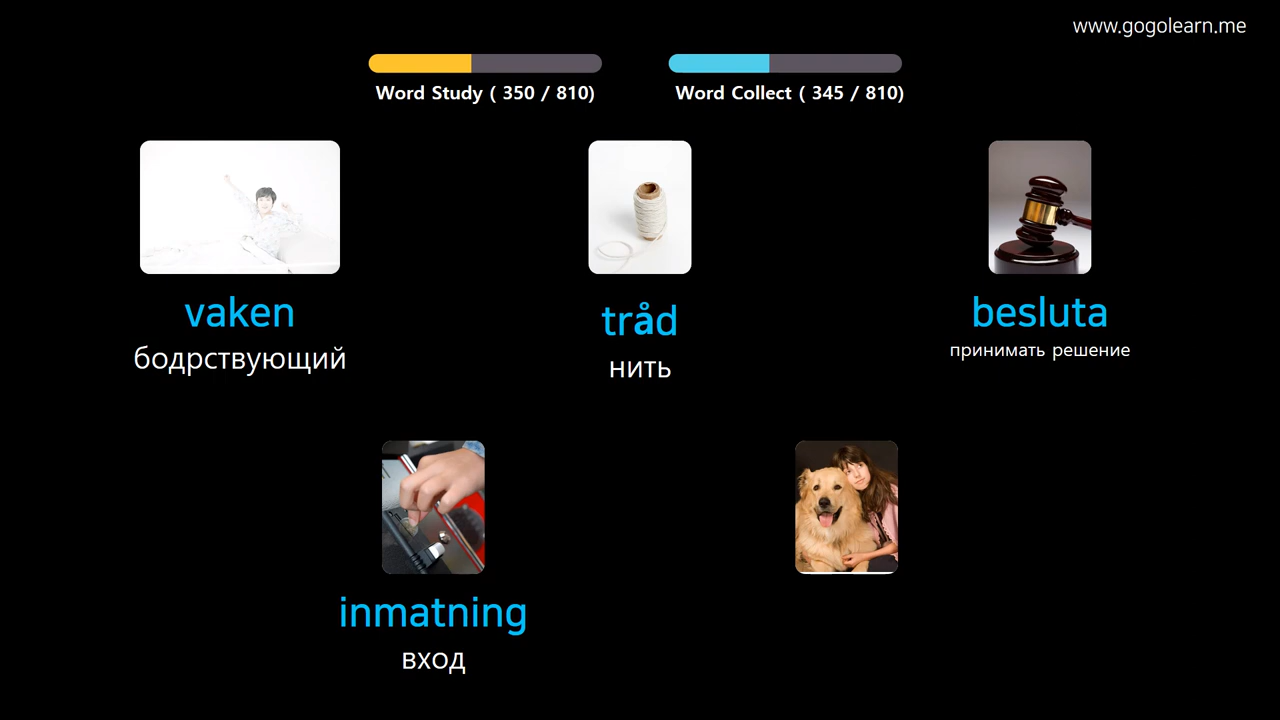 www.gogolearn.me
Word Study ( 350 / 810)
Word Collect ( 345 / 810)
vaken
бодрствующий
tråd
нить
besluta
принимать решение
inmatning
вход